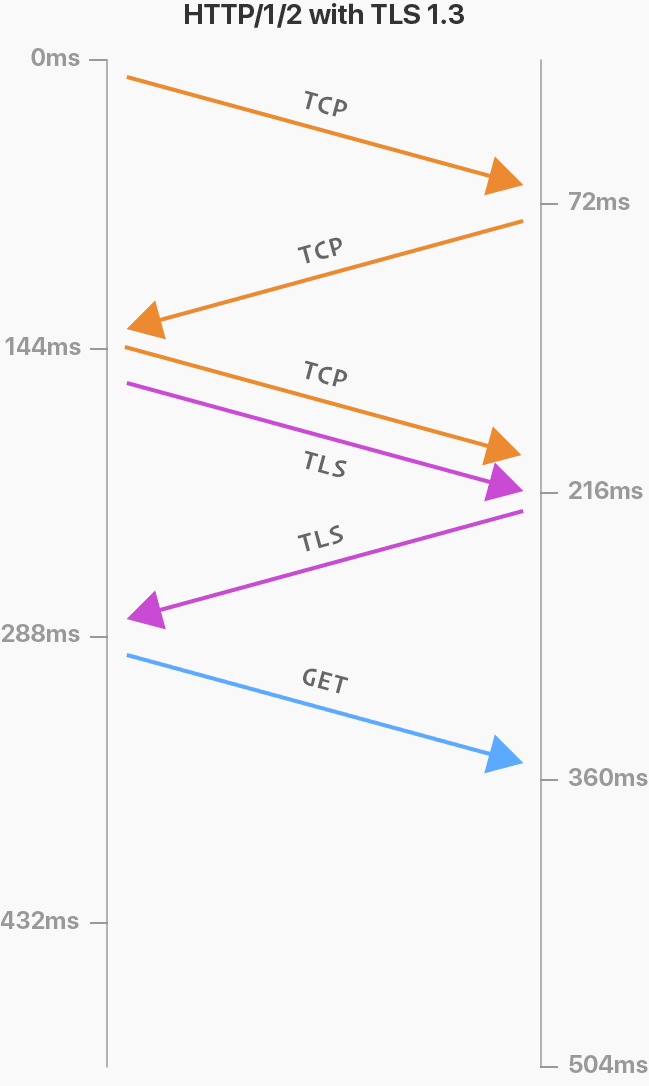 HTTP/1/2 with TLS 1.3
0ms
TCP
72ms
TCP
144ms
TCP
TLS
216ms
TLS
288ms
GET
360ms
432ms
504ms